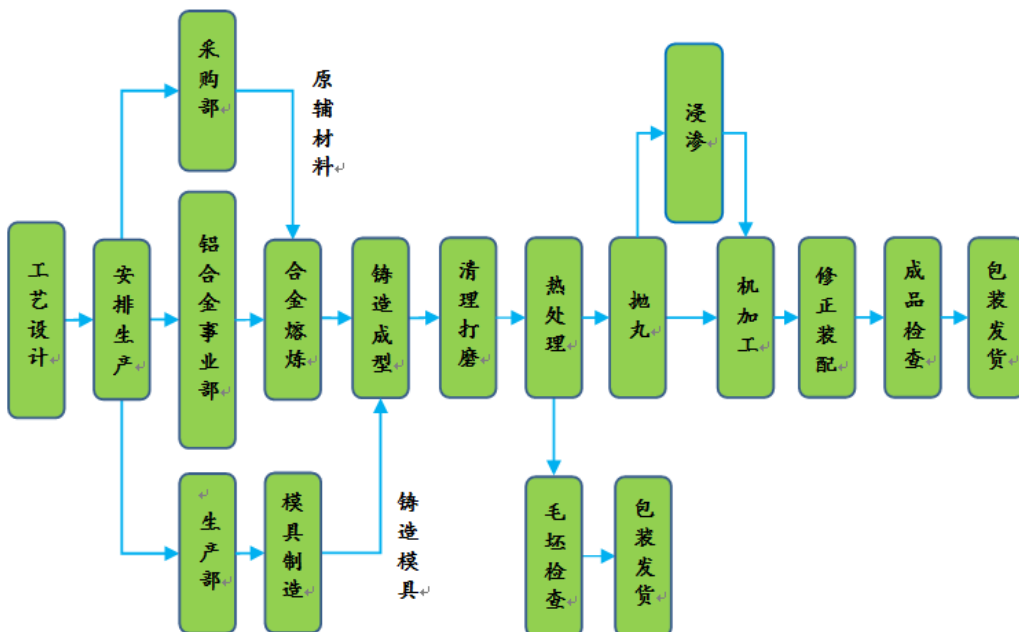 采购部
原辅材料
浸渗
工艺设计
安排生产
铝合金事业部
合金熔炼
铸造成型
清理打磨
热处理
抛丸
机加工
修正装配
成品检查
包装发货
生产部
模具制造
铸造模具
毛坯检查
包装发货